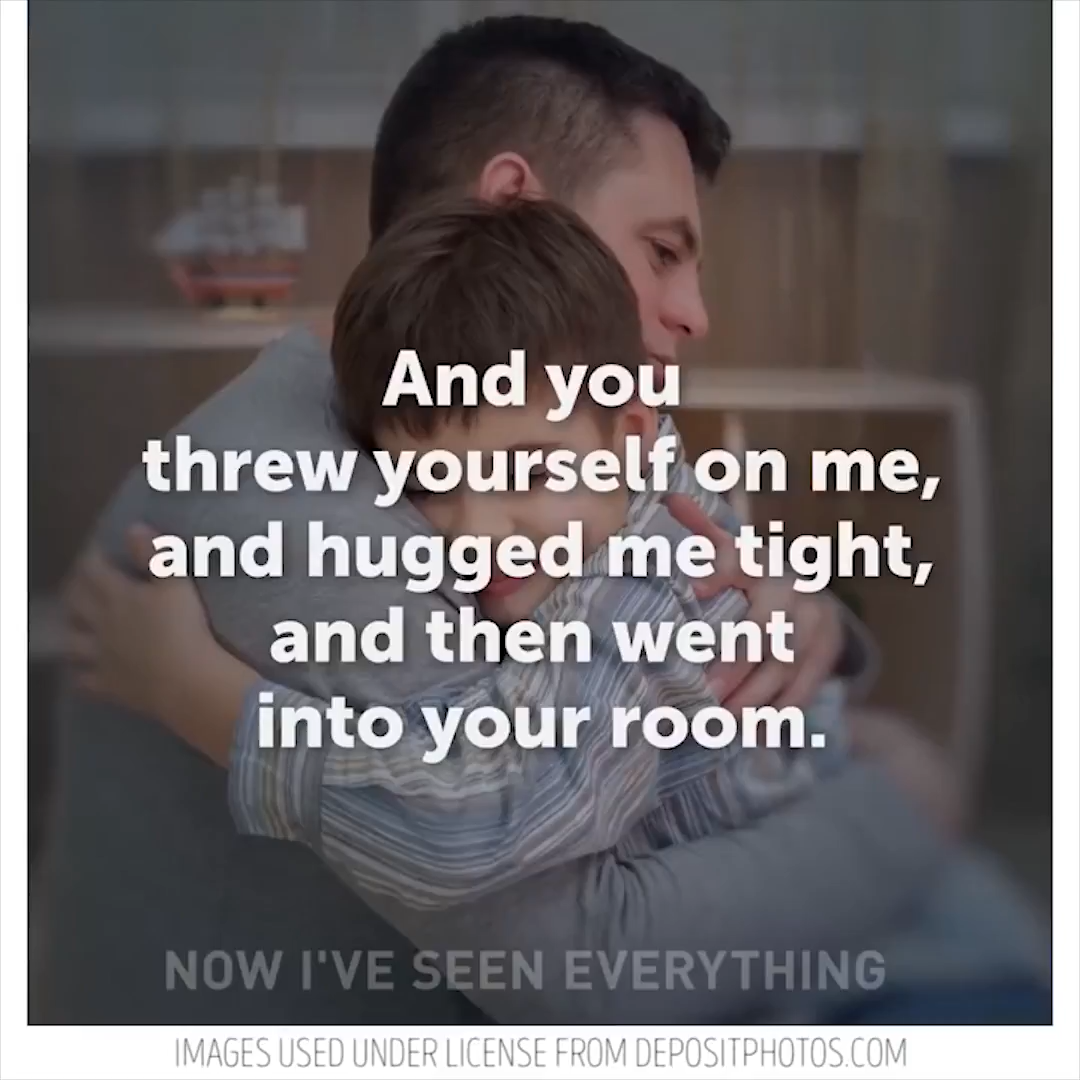 And you
threw yourself on me,
and hugged me tight,
and then went
into your room.
NOW I'VE SEEN EVERYTHING
IMAGES USED UNDER LICENSE FROM DEPOSITPHOTOS.COM